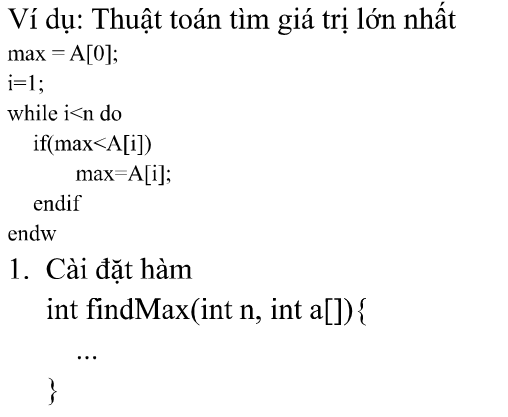 Ví dụ: Thuật toán tìm giá trị lớn nhất
max = A[0];
i=1;
while i<n do
if(max<A[i])
max=A[i];
endif
endw
1. Cài đặt hàm
int findMax(int n, int a[]){
...
}